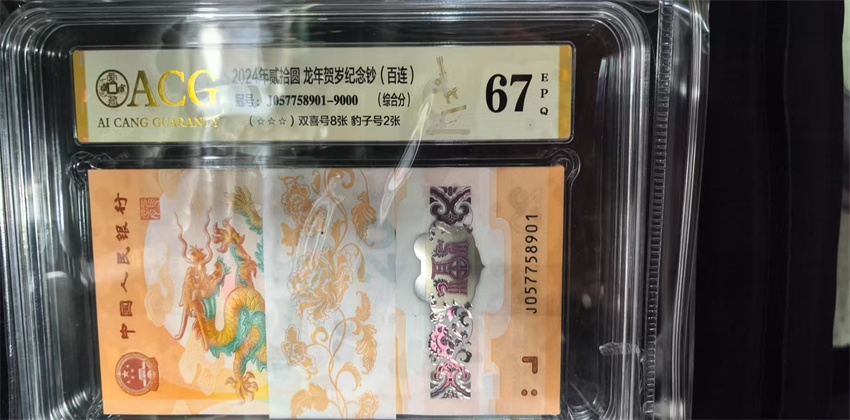 ACG
AI CANG GUARANTY
2024年贰拾圆 龙年贺岁纪念钞（百连）
冠号：J057758901-9000 （综合分）
（☆☆☆）双喜号8张 豹子号2张
67
EPQ
中国人民银行
J057758901